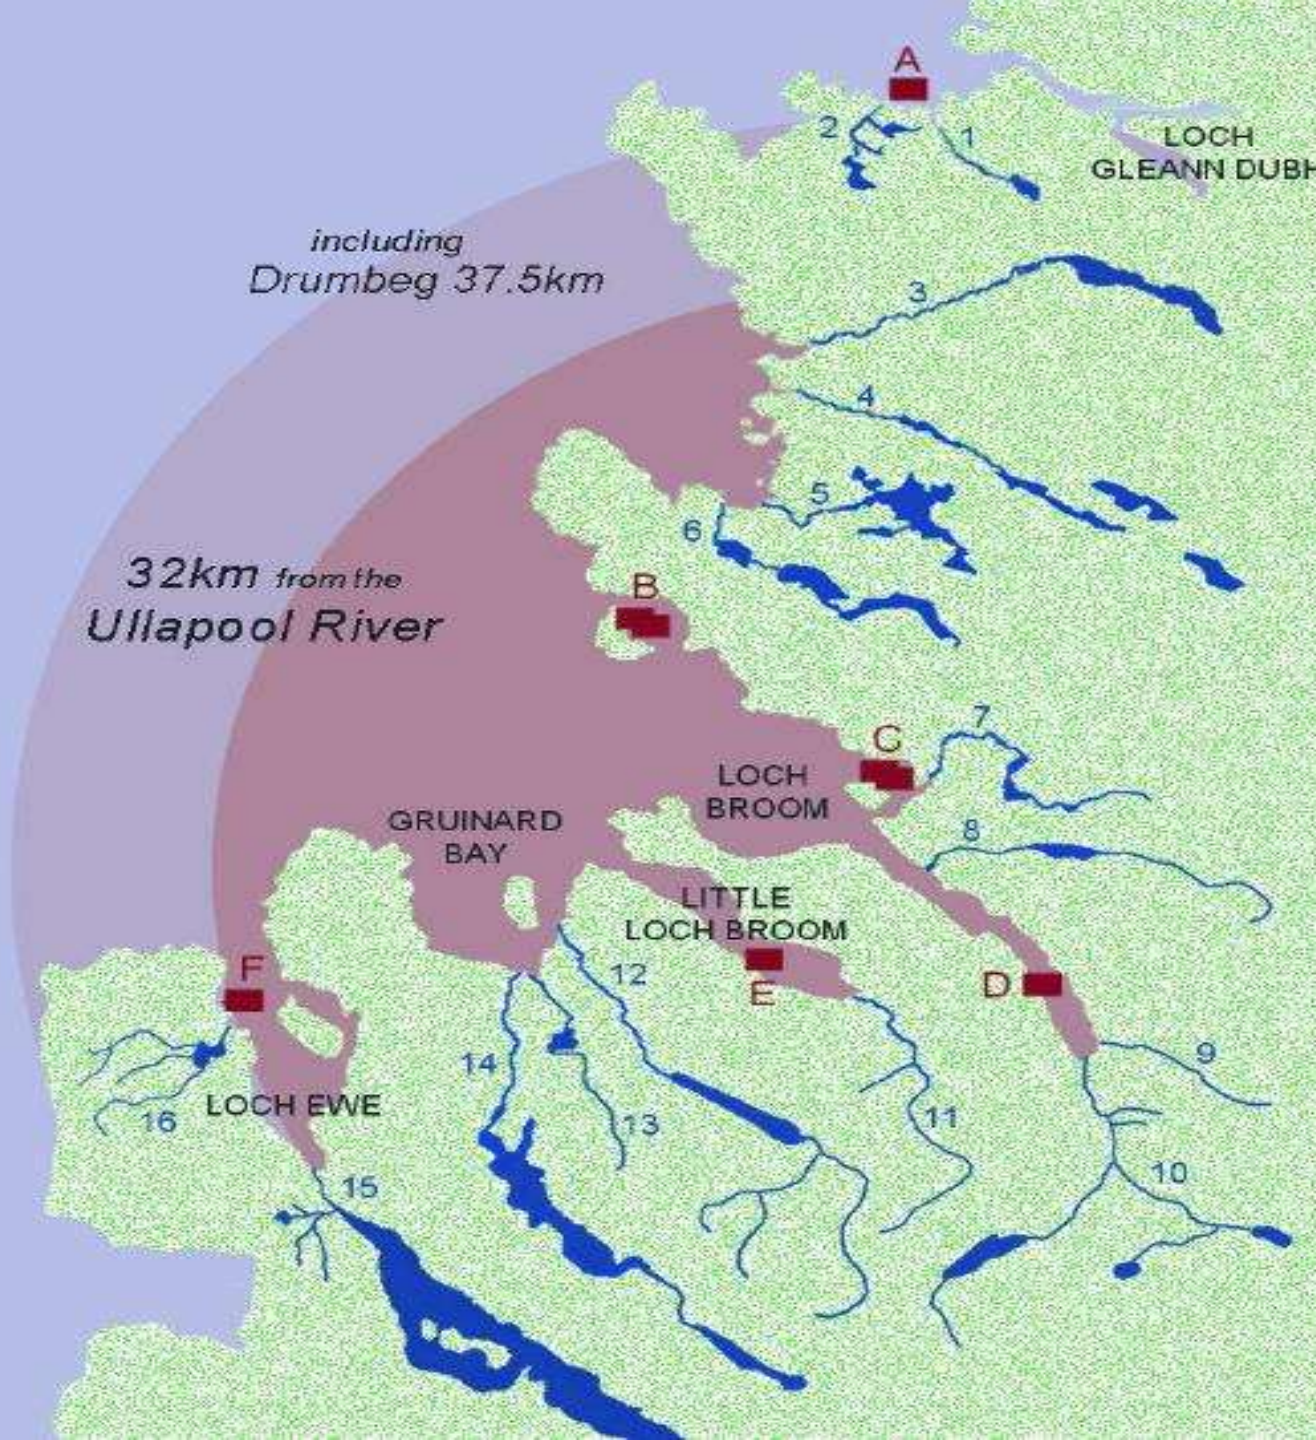 A
2
1
LOCH
GLEANN DUBH
including
Drumbeg 37.5km
3
4
5
6
32km from the
Ullapool River
B
7
C
LOCH
BROOM
GRUINARD
BAY
8
LITTLE
LOCH BROOM
F
12
E
D
14
9
LOCH EWE
16
13
11
10
15